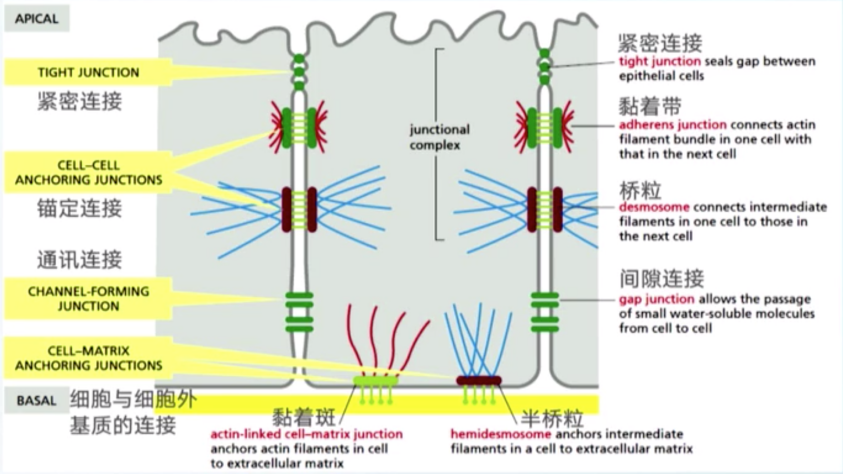 APICAL
TIGHT JUNCTION
紧密连接
CELL–CELL
ANCHORING JUNCTIONS
锚定连接
通讯连接
CHANNEL-FORMING
JUNCTION
CELL–MATRIX
ANCHORING JUNCTIONS
BASAL
细胞与细胞外
基质的连接
junctional
complex
紧密连接
tight junction seals gap between
epithelial cells
黏着带
adherens junction connects actin
filament bundle in one cell with
that in the next cell
桥粒
desmosome connects intermediate
filaments in one cell to those in
the next cell
间隙连接
gap junction allows the passage
of small water-soluble molecules
from cell to cell
黏着斑
actin-linked cell–matrix junction
anchors actin filaments in cell
to extracellular matrix
半桥粒
hemidesmosome anchors intermediate
filaments in a cell to extracellular matrix